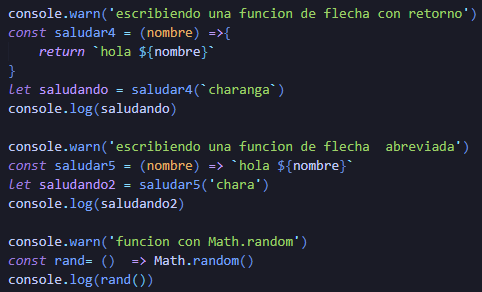 console.warn('escribiendo una funcion de flecha con retorno')
const saludar4 = (nombre) =>{
    return `hola ${nombre}`
}
let saludando = saludar4(`charanga`)
console.log(saludando)

console.warn('escribiendo una funcion de flecha  abreviada')
const saludar5 = (nombre) => `hola ${nombre}`
let saludando2 = saludar5('chara')
console.log(saludando2)

console.warn('funcion con Math.random')
const rand= ()  => Math.random()
console.log(rand())